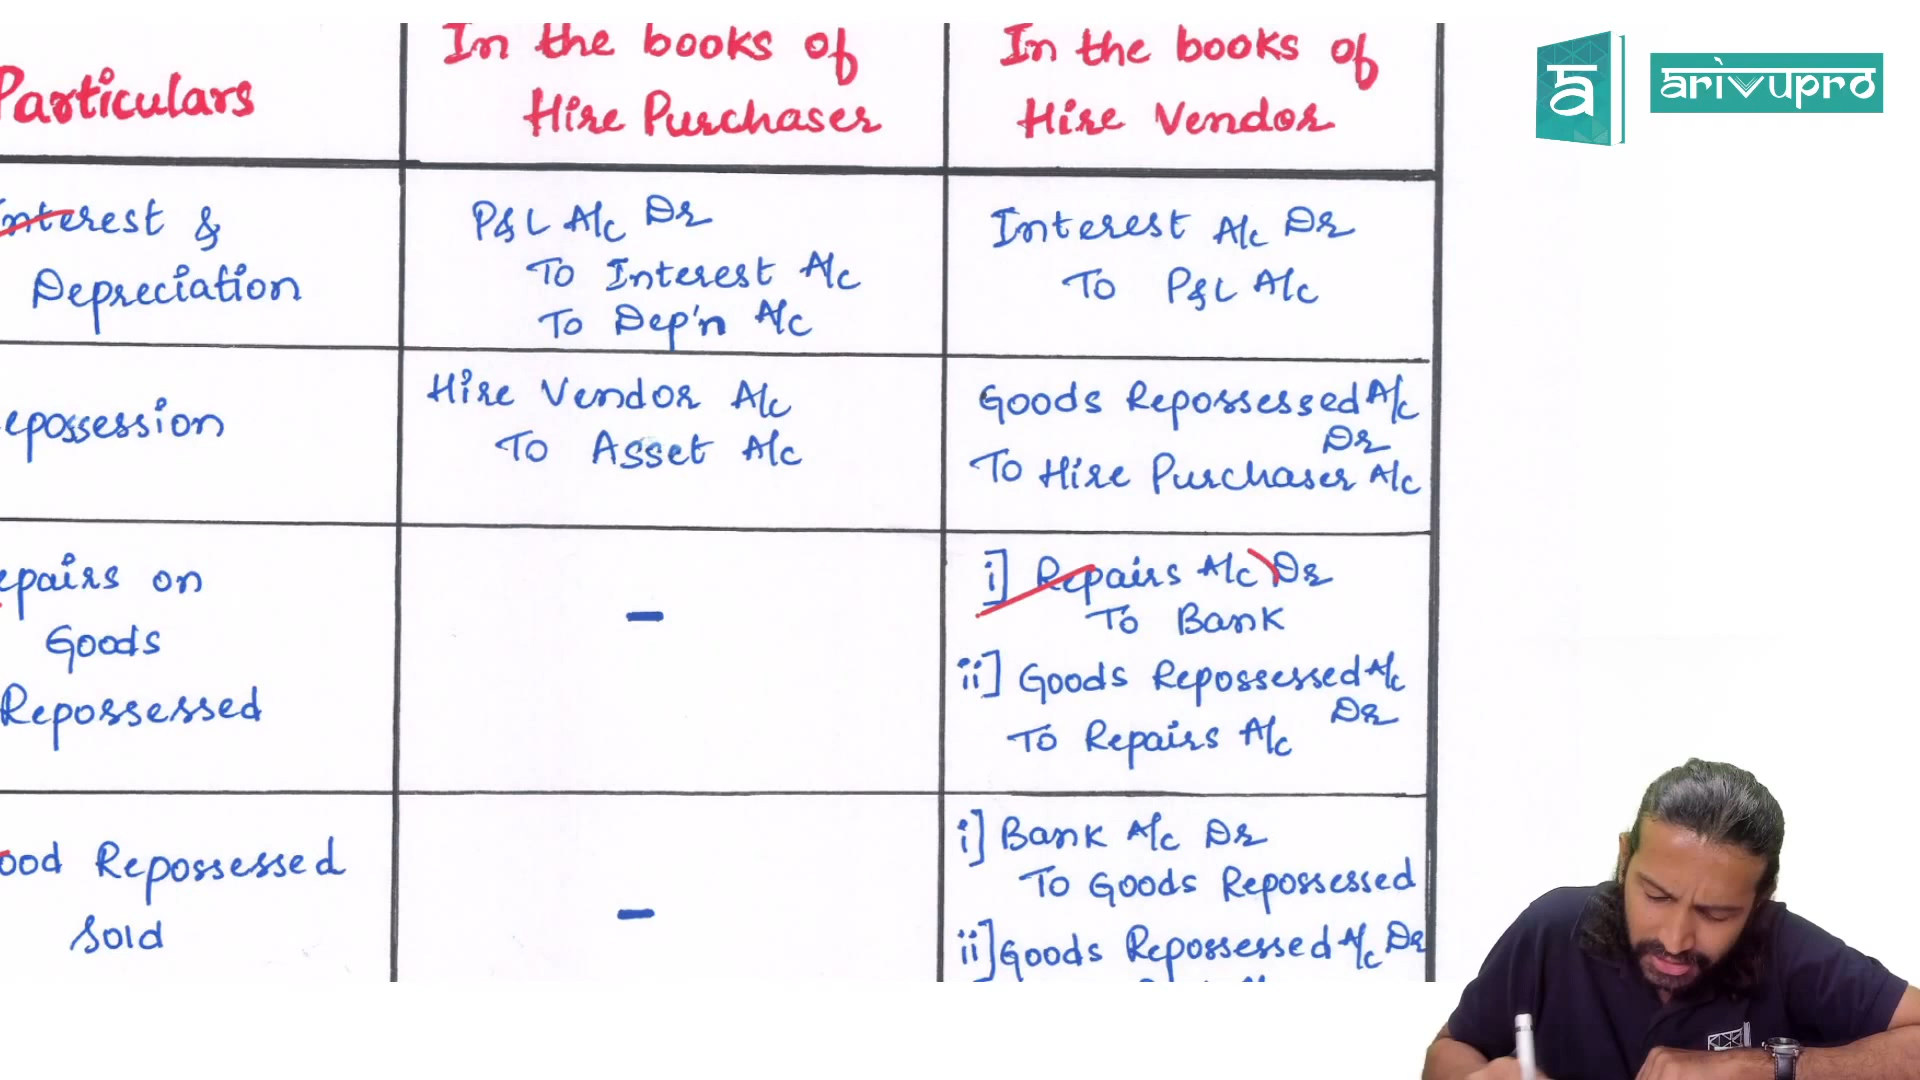 Particulars
In the books of
Hire Purchaser
In the books of
Hire Vendor
Interest &
Depreciation
P&L A/c Dr
To Interest A/c
To Dep'n A/c
Interest A/c Dr
To P&L A/c
epossession
Hire Vendor A/c
To Asset A/c
Goods Repossessed A/c
Dr
To Hire Purchaser A/c
epairs on
Goods
Repossessed
-
i] Repairs A/c Dr
To Bank
ii] Goods Repossessed A/c
Dr
To Repairs A/c
ood Repossessed
Sold
-
i] Bank A/c Dr
To Goods Repossessed
ii] Goods Repossessed A/c Dr
arivupro